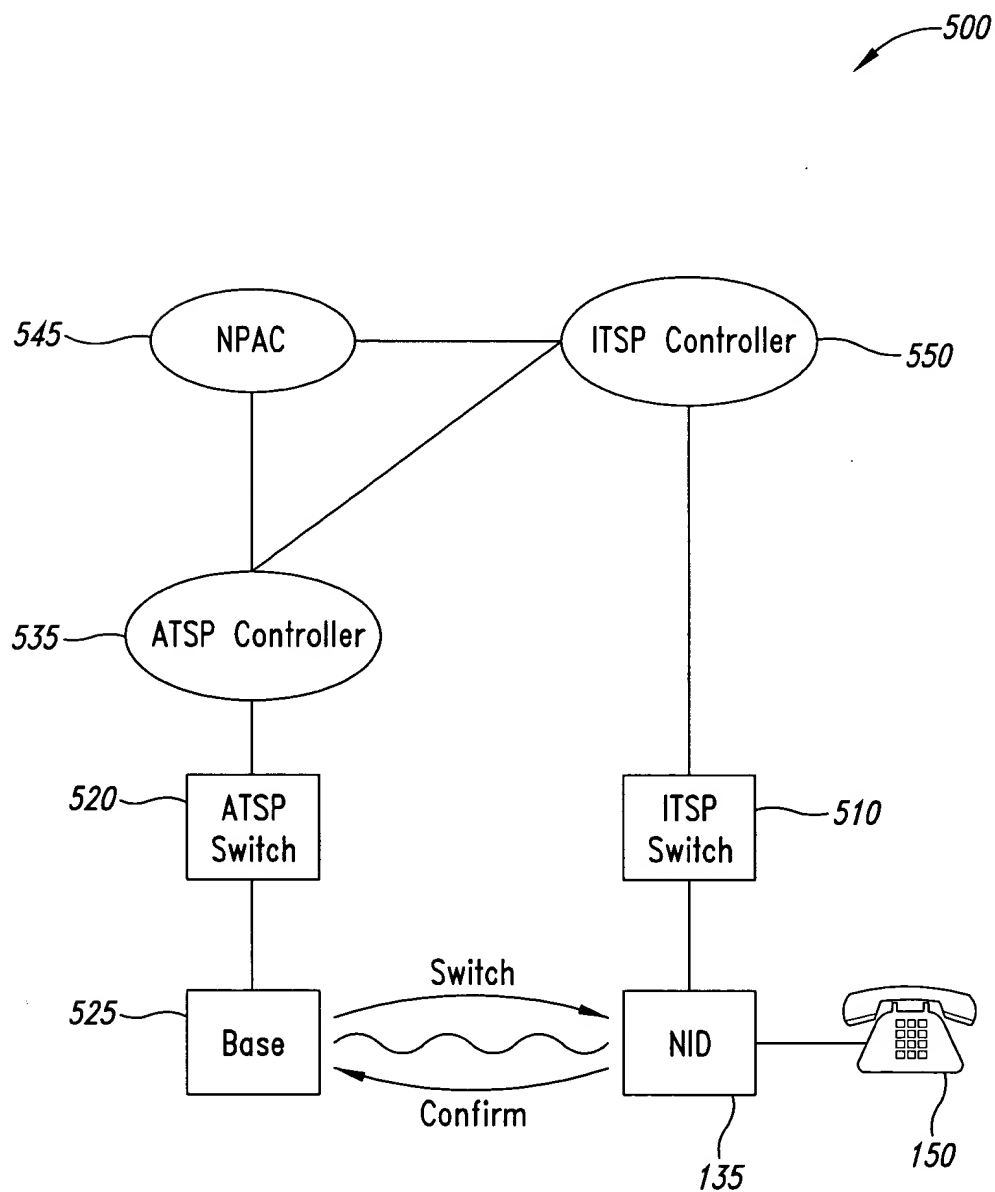 500
545
NPAC
ITSP Controller
550
535
ATSP Controller
520
ATSP
Switch
ITSP
Switch
510
525
Base
Switch
Confirm
NID
135
150